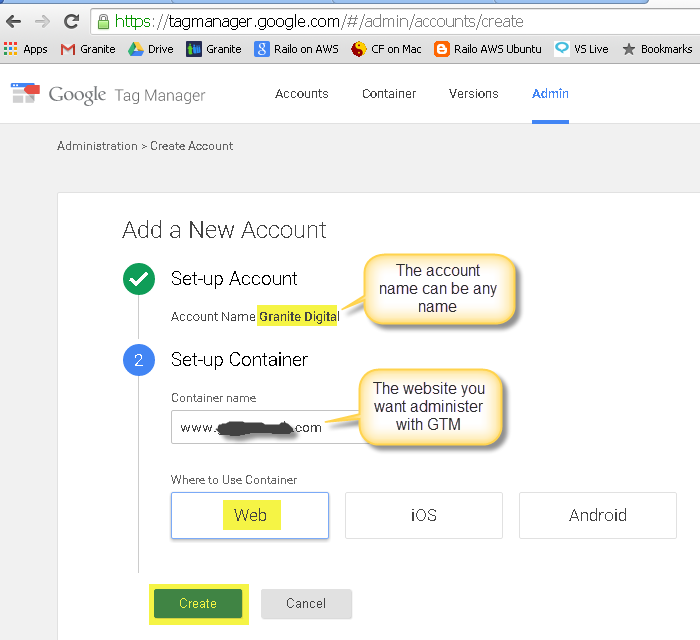 https://tagmanager.google.com/#/admin/accounts/create
Apps Granite Drive Granite Railo on AWS CF on Mac Railo AWS Ubuntu VS Live Bookmarks
Google Tag Manager Accounts Container Versions Admin
Administration > Create Account
Add a New Account
Set-up Account
Account Name Granite Digital
The account
name can be any
name
2 Set-up Container
Container name
www. .com
The website you
want administer
with GTM
Where to Use Container
Web iOS Android
Create Cancel